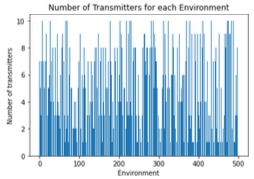 Number of Transmitters for each Environment
10
8
6
4
2
0
Number of transmitters
0 100 200 300 400 500
Environment